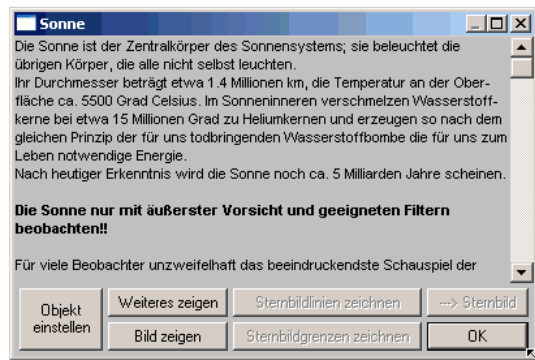 Sonne
Die Sonne ist der Zentralkörper des Sonnensystems; sie beleuchtet die
übrigen Körper, die alle nicht selbst leuchten.
Ihr Durchmesser beträgt etwa 1.4 Millionen km, die Temperatur an der Ober-
fläche ca. 5500 Grad Celsius. Im Sonneninneren verschmelzen Wasserstoff-
kerne bei etwa 15 Millionen Grad zu Heliumkernen und erzeugen so nach dem
gleichen Prinzip der für uns todbringenden Wasserstoffbombe die für uns zum
Leben notwendige Energie.
Nach heutiger Erkenntnis wird die Sonne noch ca. 5 Milliarden Jahre scheinen.
Die Sonne nur mit äußerster Vorsicht und geeigneten Filtern
beobachten!!
Für viele Beobachter unzweifelhaft das beeindruckendste Schauspiel der
Objekt
einstellen
Weiteres zeigen
Sternbildlinien zeichnen
---> Sternbild
Bild zeigen
Sternbildgrenzen zeichnen
OK